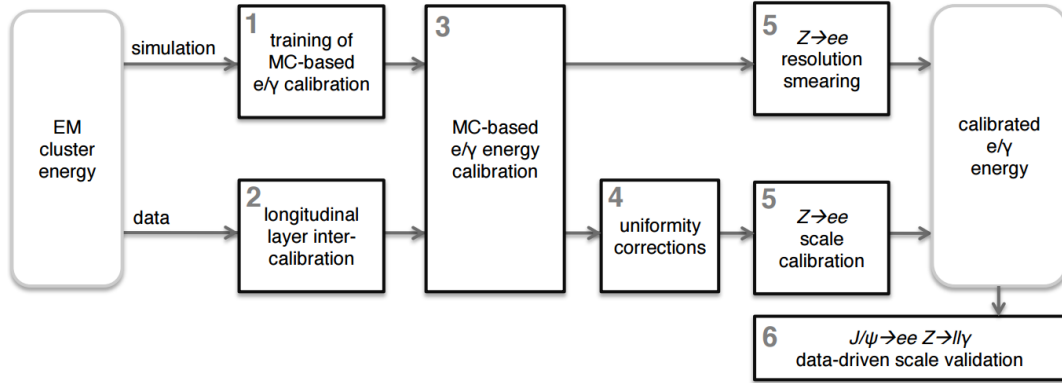 EM
cluster
energy
simulation
data
1
training of
MC-based
e/γ calibration
2
longitudinal
layer inter-
calibration
3
MC-based
e/γ energy
calibration
4
uniformity
corrections
5
Z→ee
resolution
smearing
5
Z→ee
scale
calibration
calibrated
e/γ
energy
6
J/ψ→ee Z→llγ
data-driven scale validation